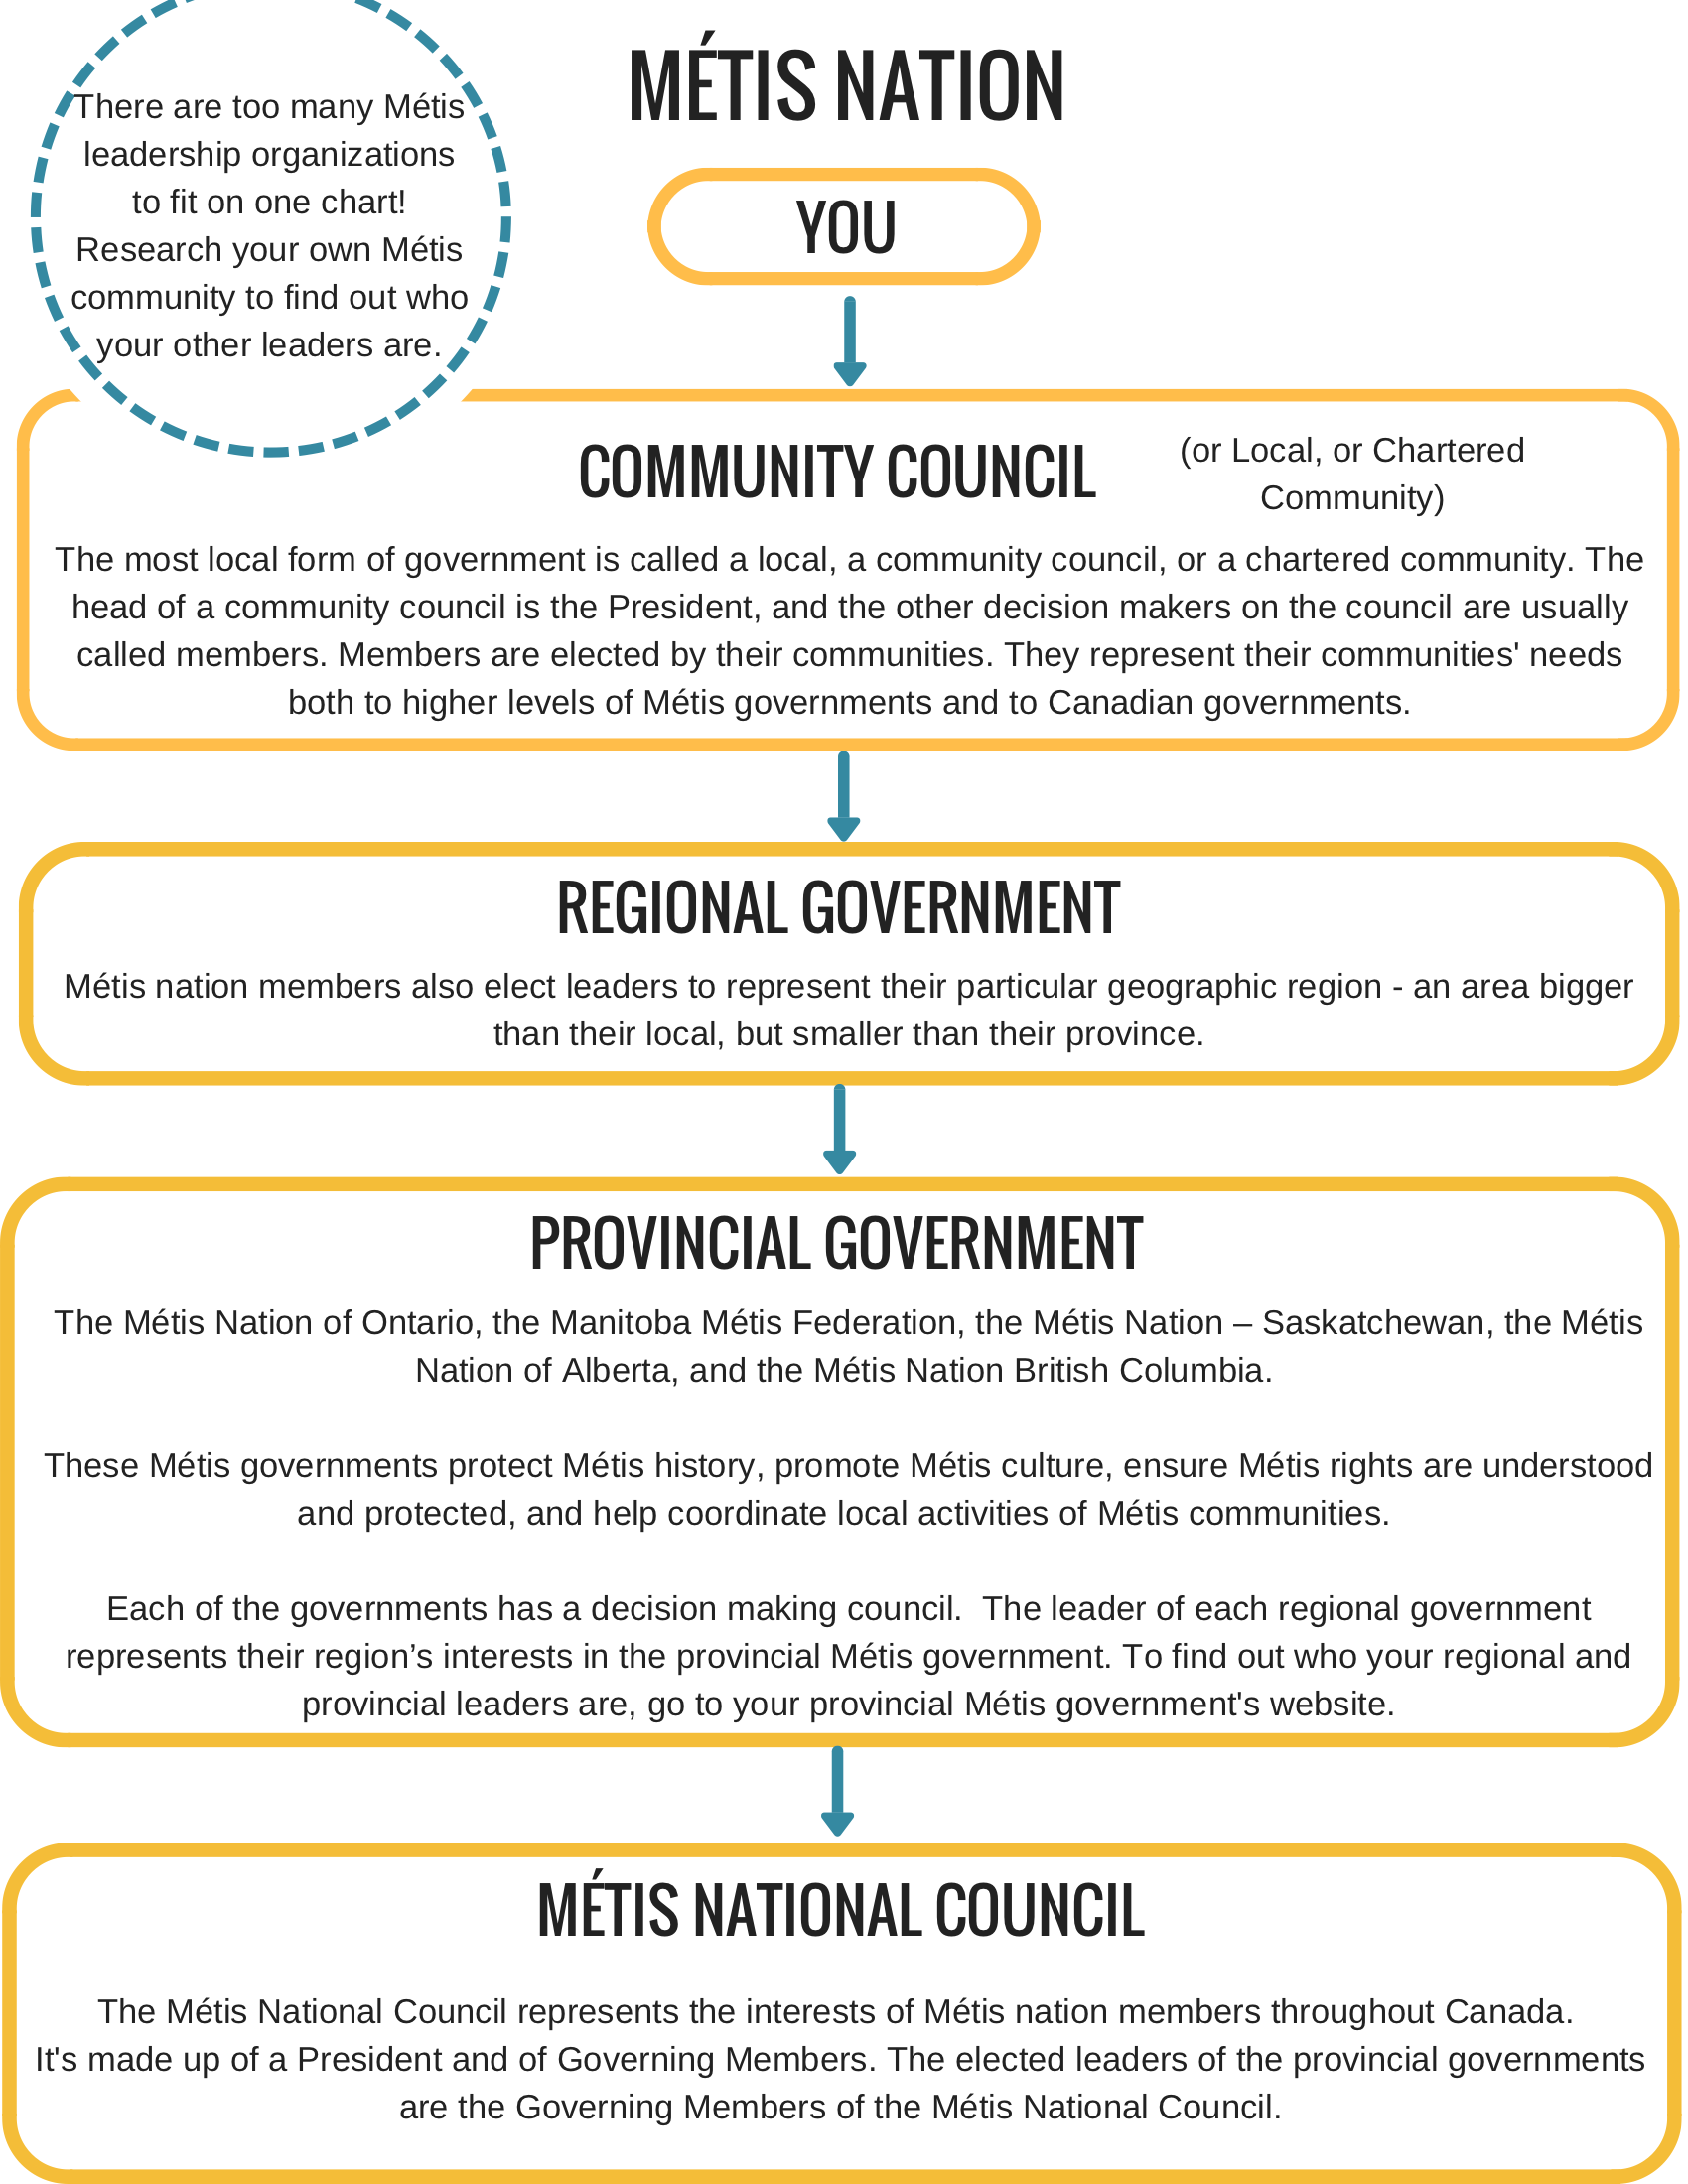 There are too many Métis
leadership organizations
to fit on one chart!
Research your own Métis
community to find out who
your other leaders are.
MÉTIS NATION
YOU
COMMUNITY COUNCIL
(or Local, or Chartered
Community)
The most local form of government is called a local, a community council, or a chartered community. The
head of a community council is the President, and the other decision makers on the council are usually
called members. Members are elected by their communities. They represent their communities' needs
both to higher levels of Métis governments and to Canadian governments.
REGIONAL GOVERNMENT
Métis nation members also elect leaders to represent their particular geographic region - an area bigger
than their local, but smaller than their province.
PROVINCIAL GOVERNMENT
The Métis Nation of Ontario, the Manitoba Métis Federation, the Métis Nation – Saskatchewan, the Métis
Nation of Alberta, and the Métis Nation British Columbia.
These Métis governments protect Métis history, promote Métis culture, ensure Métis rights are understood
and protected, and help coordinate local activities of Métis communities.
Each of the governments has a decision making council.  The leader of each regional government
represents their region’s interests in the provincial Métis government. To find out who your regional and
provincial leaders are, go to your provincial Métis government's website.
MÉTIS NATIONAL COUNCIL
The Métis National Council represents the interests of Métis nation members throughout Canada.
It's made up of a President and of Governing Members. The elected leaders of the provincial governments
are the Governing Members of the Métis National Council.